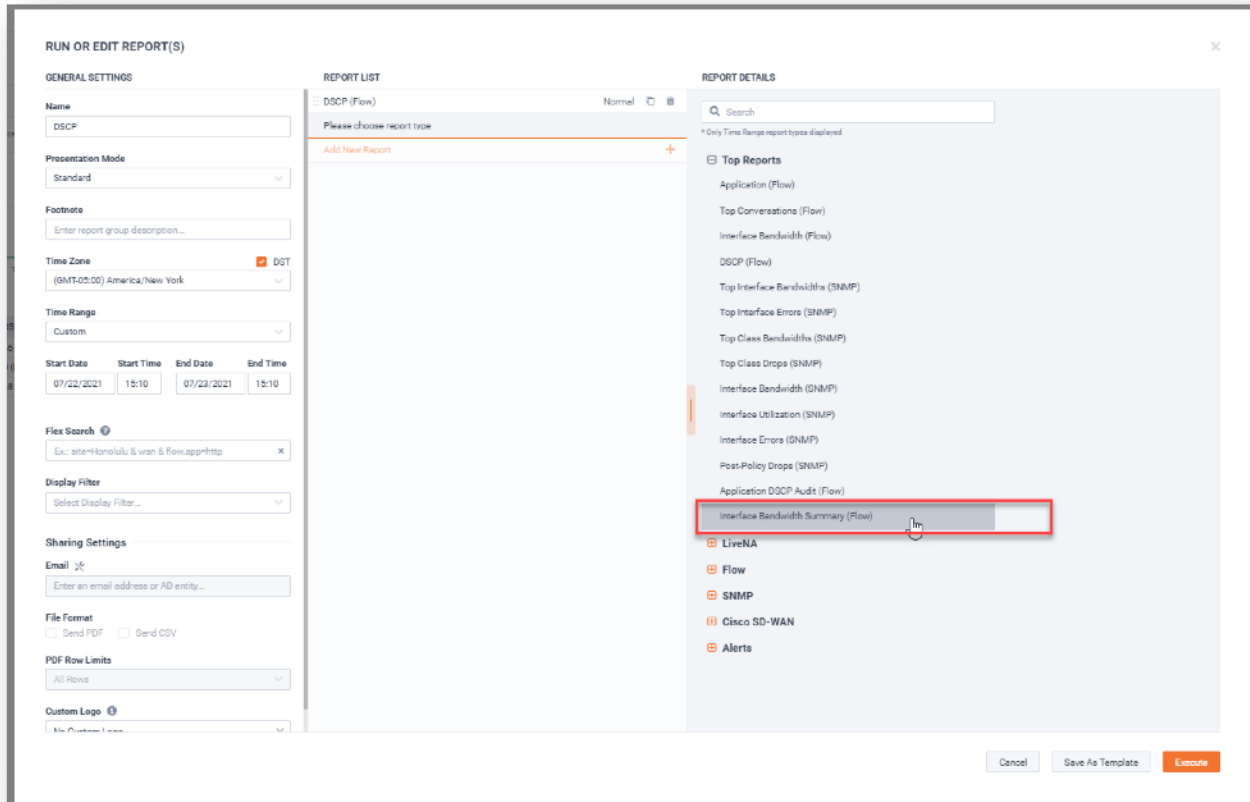 RUN OR EDIT REPORT(S)
GENERAL SETTINGS
Name
DSCP
Presentation Mode
Standard
Footnote
Enter report group description...
Time Zone
DST
(GMT-05:00) America/New York
Time Range
Custom
Start Date Start Time End Date End Time
07/22/2021 15:10 07/23/2021 15:10
Flex Search
Ex.: site=Honolulu & wan & flow.app=http
Display Filter
Select Display Filter...
Sharing Settings
Email
Enter an email address or AD entity...
File Format
Send PDF Send CSV
PDF Row Limits
All Rows
Custom Logo
No Custom Logo
REPORT LIST
DSCP (Flow) Normal
Please choose report type
Add New Report
REPORT DETAILS
Search
* Only Time Range report types displayed
Top Reports
Application (Flow)
Top Conversations (Flow)
Interface Bandwidth (Flow)
DSCP (Flow)
Top Interface Bandwidths (SNMP)
Top Interface Errors (SNMP)
Top Class Bandwidths (SNMP)
Top Class Drops (SNMP)
Interface Bandwidth (SNMP)
Interface Utilization (SNMP)
Interface Errors (SNMP)
Post-Policy Drops (SNMP)
Application DSCP Audit (Flow)
Interface Bandwidth Summary (Flow)
LiveNA
Flow
SNMP
Cisco SD-WAN
Alerts
Cancel Save As Template Execute